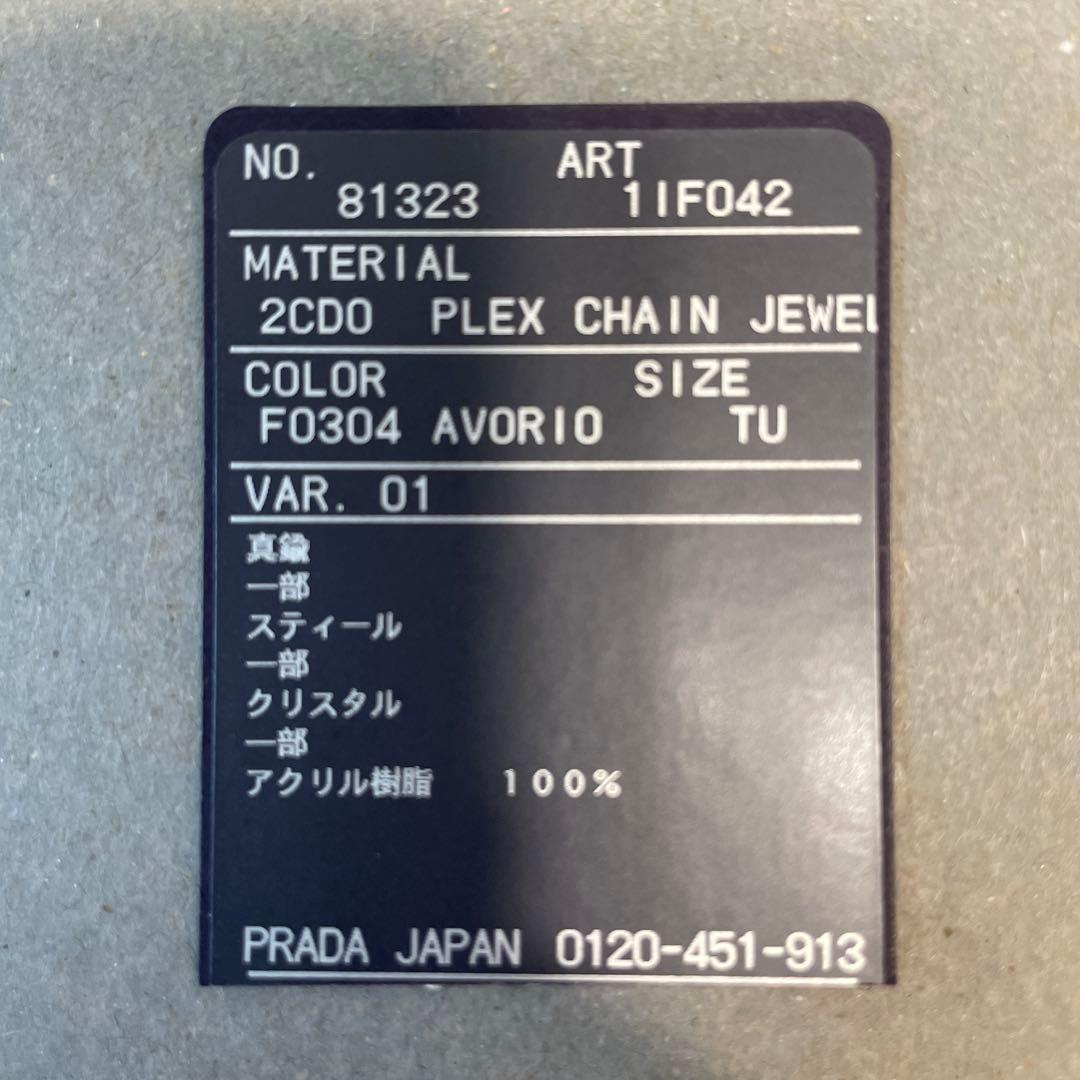 NO. ART
81323 1IF042
MATERIAL
2CD0 PLEX CHAIN JEWEL
COLOR SIZE
F0304 AVORIO TU
VAR. 01
真鍮
一部
スティール
一部
クリスタル
一部
アクリル樹脂 100%
PRADA JAPAN 0120-451-913